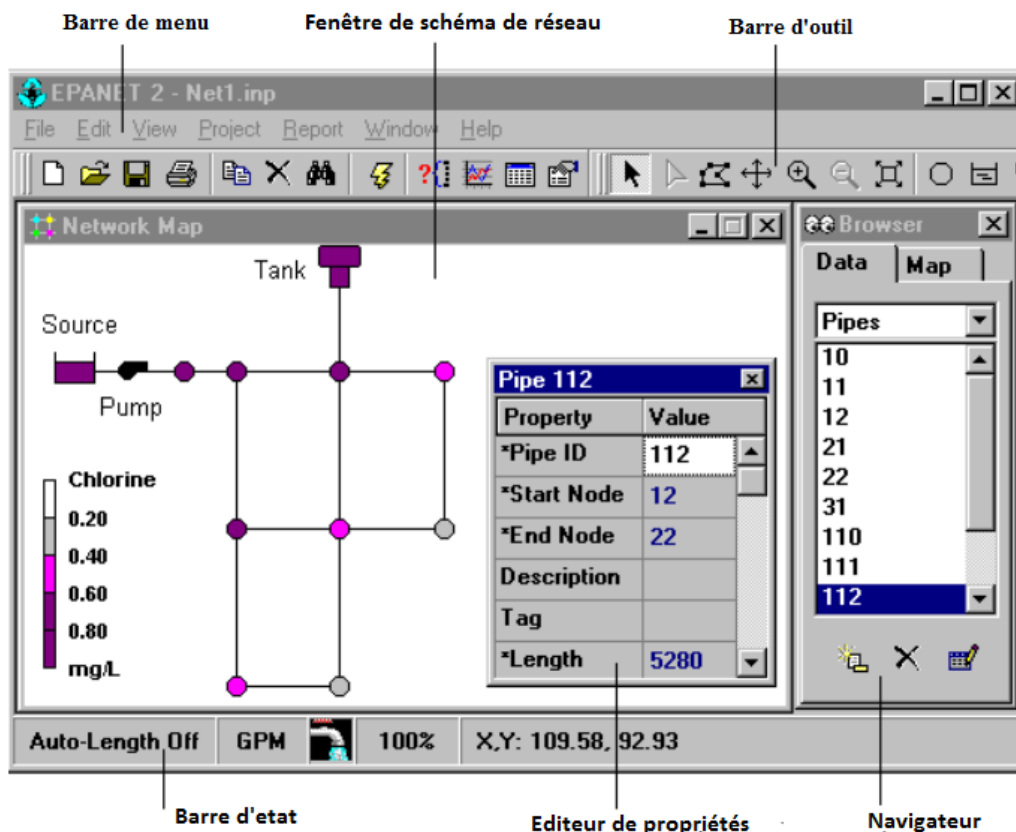 Barre de menu
Fenêtre de schéma de réseau
Barre d'outil
EPANET 2 - Net1.inp
File Edit View Project Report Window Help
Network Map
Browser
Data Map
Tank
Source
Pump
Pipes
10
11
12
21
22
31
110
111
112
Pipe 112
Property Value
*Pipe ID 112
*Start Node 12
*End Node 22
Description
Tag
*Length 5280
Chlorine
0.20
0.40
0.60
0.80
mg/L
Auto-Length Off GPM 100% X,Y: 109.58, 92.93
Barre d'etat
Editeur de propriétés
Navigateur